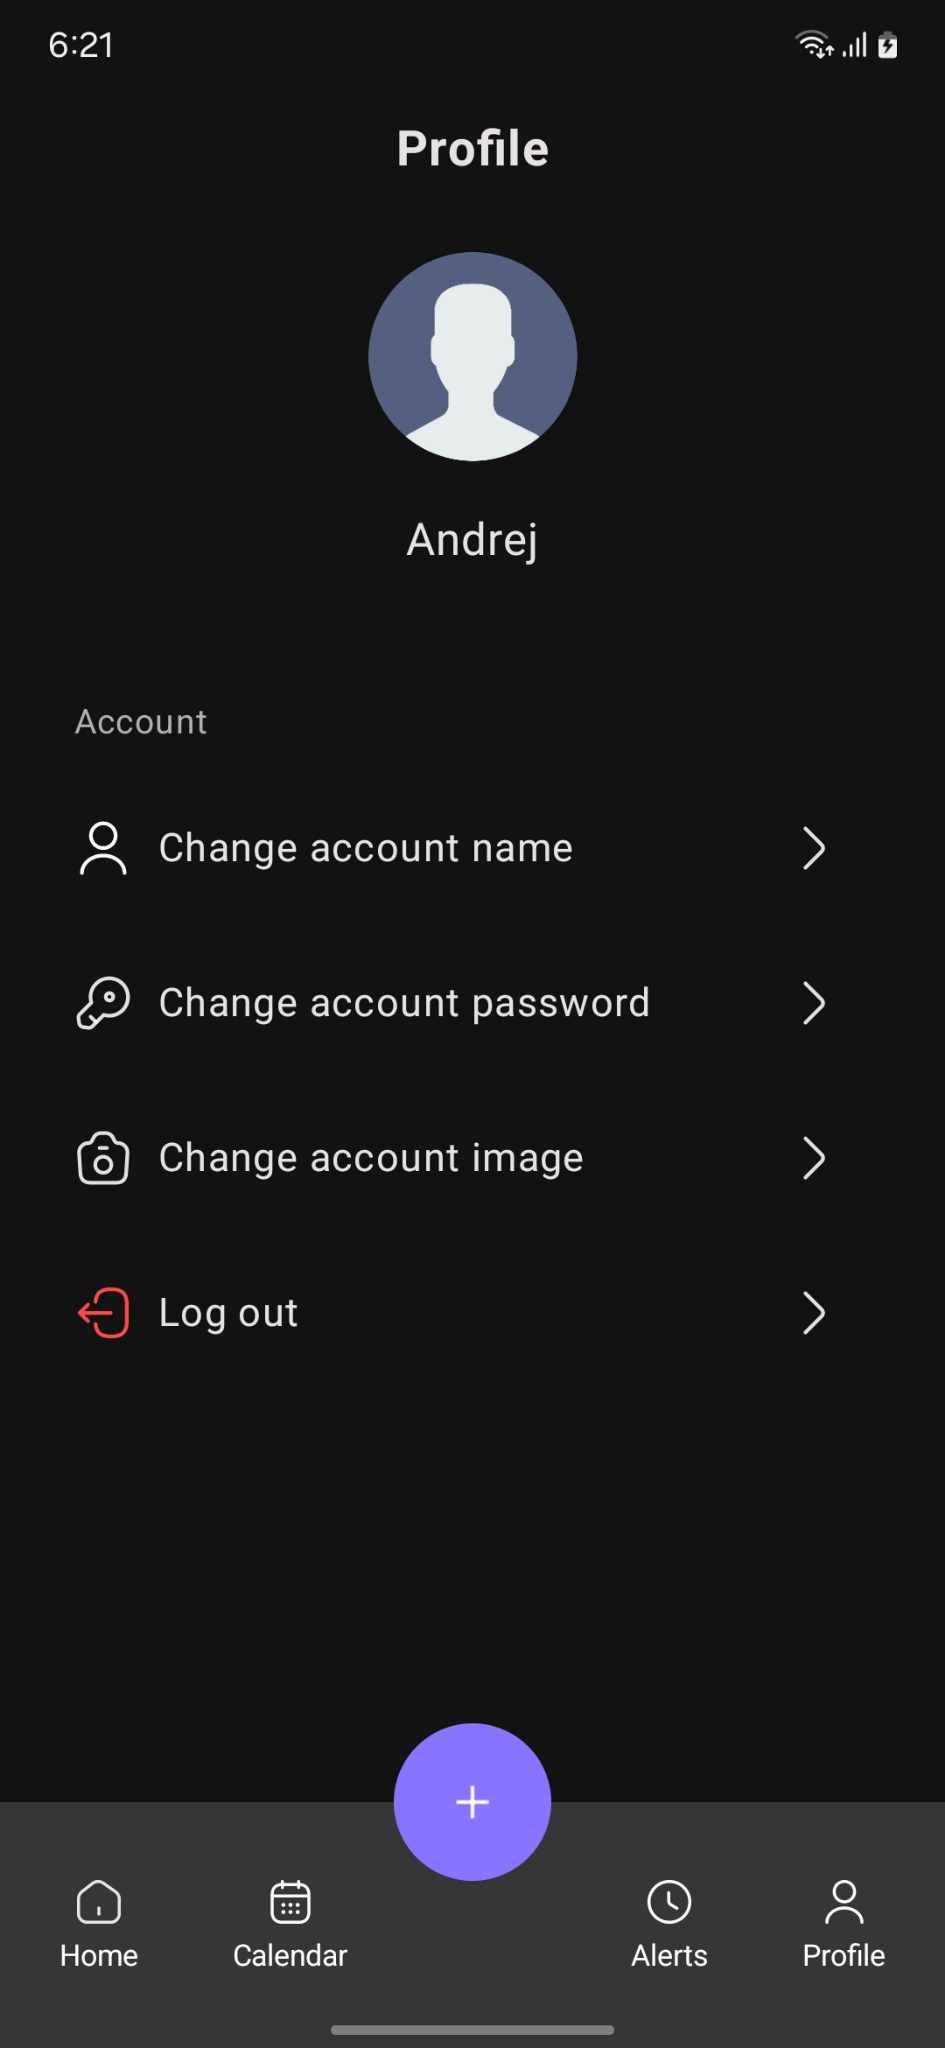 6:21
Profile
Andrej
Account
Change account name
Change account password
Change account image
Log out
Home
Calendar
Alerts
Profile